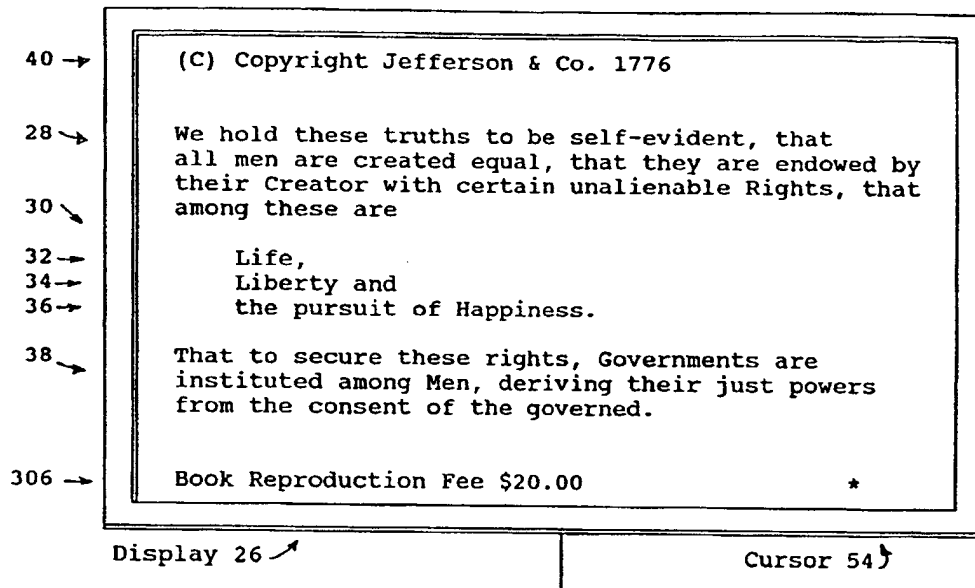 40 → (C) Copyright Jefferson & Co. 1776
28 We hold these truths to be self-evident, that
all men are created equal, that they are endowed by
their Creator with certain unalienable Rights, that
30 among these are
32 → Life,
34 → Liberty and
36 → the pursuit of Happiness.
38 That to secure these rights, Governments are
instituted among Men, deriving their just powers
from the consent of the governed.
306 → Book Reproduction Fee $20.00 *
Display 26 Cursor 54